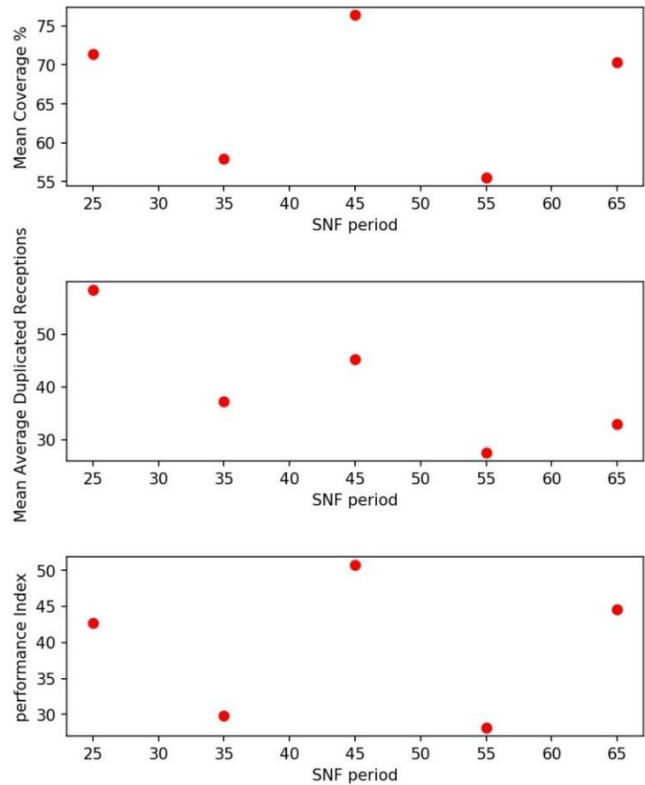 Mean Coverage %
75
70
65
60
55
25 30 35 40 45 50 55 60 65
SNF period
Mean Average Duplicated Receptions
50
40
30
25 30 35 40 45 50 55 60 65
SNF period
performance Index
50
45
40
35
30
25 30 35 40 45 50 55 60 65
SNF period